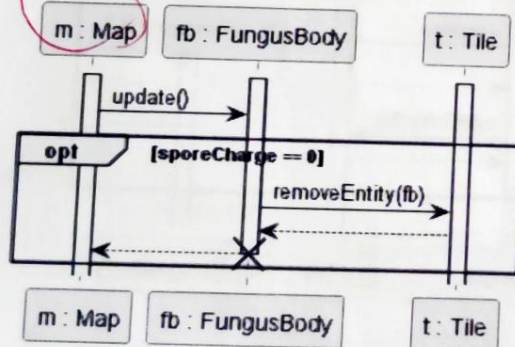 m : Map
fb : FungusBody
t : Tile
update()
opt
[sporeCharge == 0]
removeEntity(fb)
m : Map
fb : FungusBody
t : Tile